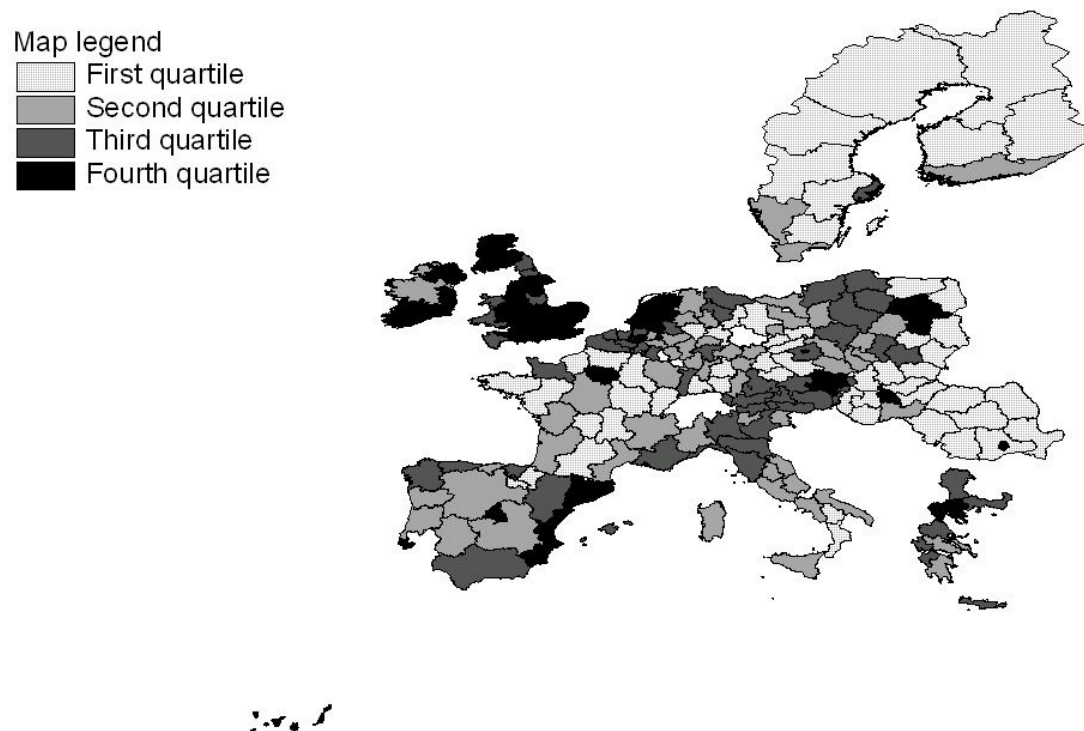 Map legend
First quartile
Second quartile
Third quartile
Fourth quartile